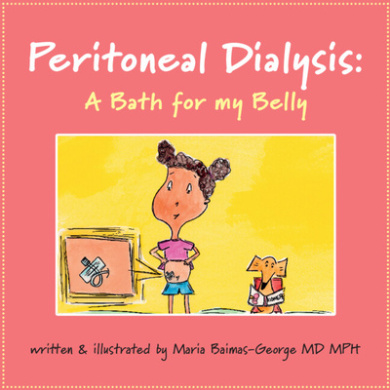 Peritoneal Dialysis:
A Bath for my Belly
written & illustrated by Maria Baimas-George MD MPH